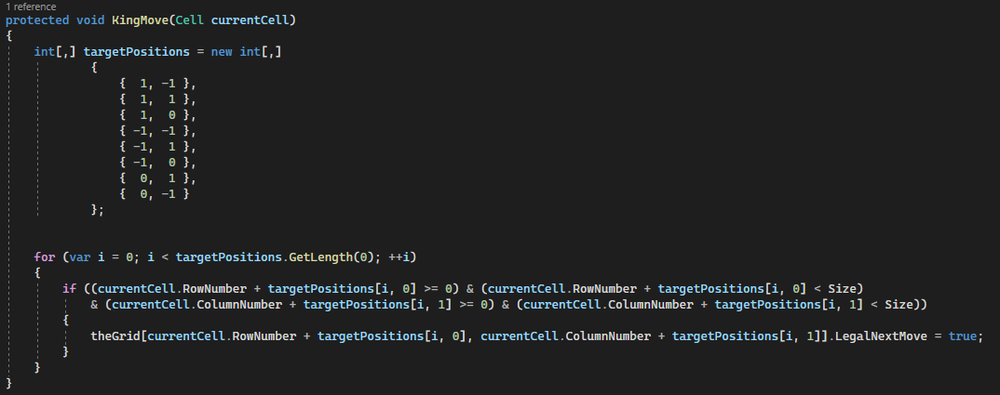 1 reference
protected void KingMove(Cell currentCell)
{
int[,] targetPositions = new int[,]
{
{  1, -1 },
{  1,  1 },
{  1,  0 },
{ -1, -1 },
{ -1,  1 },
{ -1,  0 },
{  0,  1 },
{  0, -1 }
};
for (var i = 0; i < targetPositions.GetLength(0); ++i)
{
if ((currentCell.RowNumber + targetPositions[i, 0] >= 0) & (currentCell.RowNumber + targetPositions[i, 0] < Size)
& (currentCell.ColumnNumber + targetPositions[i, 1] >= 0) & (currentCell.ColumnNumber + targetPositions[i, 1] < Size))
{
theGrid[currentCell.RowNumber + targetPositions[i, 0], currentCell.ColumnNumber + targetPositions[i, 1]].LegalNextMove = true;
}
}
}